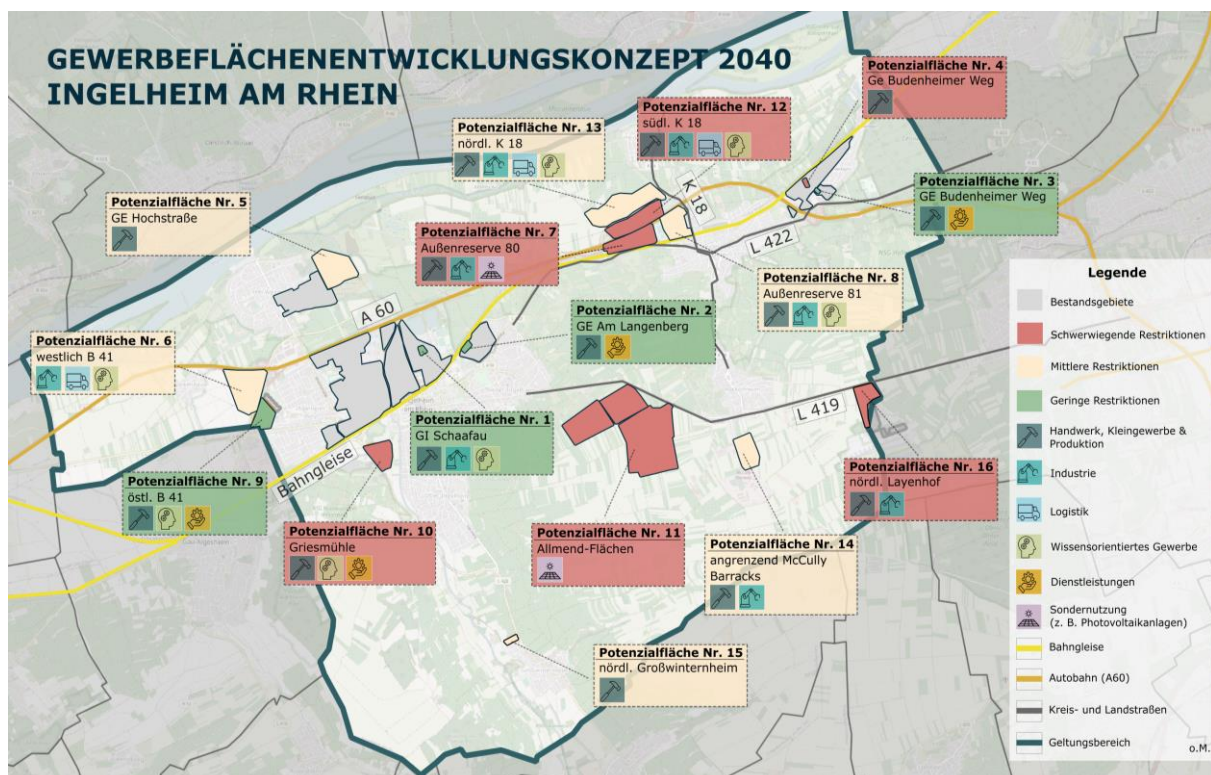 GEWERBEFLÄCHENENTWICKLUNGSKONZEPT 2040
INGELHEIM AM RHEIN
Potenzialfläche Nr. 4
Ge Budenheimer Weg
Potenzialfläche Nr. 12
südl. K 18
Potenzialfläche Nr. 13
nördl. K 18
Potenzialfläche Nr. 3
GE Budenheimer Weg
Potenzialfläche Nr. 5
GE Hochstraße
K 18
Potenzialfläche Nr. 7
Außenreserve 80
L 422
Potenzialfläche Nr. 8
Außenreserve 81
A 60
Potenzialfläche Nr. 2
GE Am Langenberg
Potenzialfläche Nr. 6
westlich B 41
L 419
Potenzialfläche Nr. 1
GI Schaafau
Bahngleise
Potenzialfläche Nr. 16
nördl. Layenhof
Potenzialfläche Nr. 9
östl. B 41
Potenzialfläche Nr. 10
Griesmühle
Potenzialfläche Nr. 11
Allmend-Flächen
Potenzialfläche Nr. 14
angrenzend McCully
Barracks
Potenzialfläche Nr. 15
nördl. Großwinternheim
Legende
Bestandsgebiete
Schwerwiegende Restriktionen
Mittlere Restriktionen
Geringe Restriktionen
Handwerk, Kleingewerbe &
Produktion
Industrie
Logistik
Wissensorientiertes Gewerbe
Dienstleistungen
Sondernutzung
(z. B. Photovoltaikanlagen)
Bahngleise
Autobahn (A60)
Kreis- und Landstraßen
Geltungsbereich
o.M.